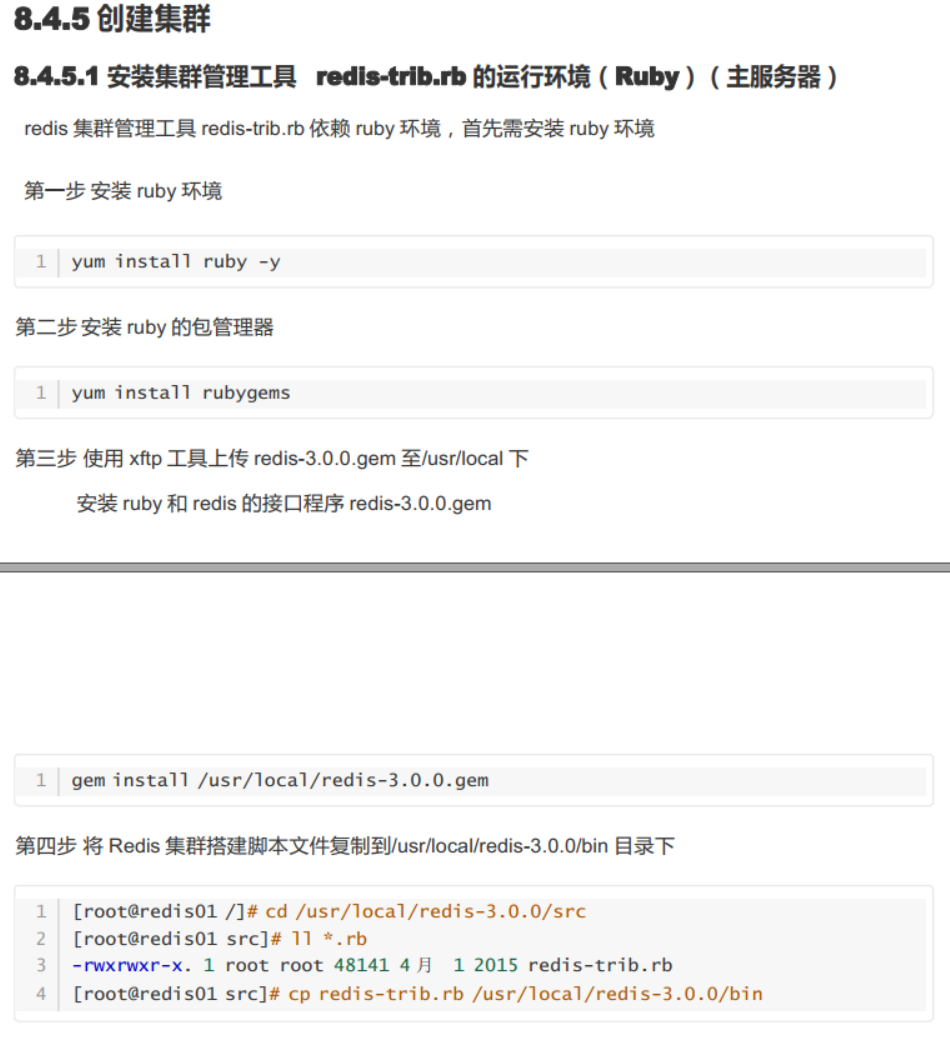 8.4.5 创建集群
8.4.5.1 安装集群管理工具 redis-trib.rb 的运行环境（Ruby）（主服务器）
redis 集群管理工具 redis-trib.rb 依赖 ruby 环境，首先需安装 ruby 环境
第一步 安装 ruby 环境
1 yum install ruby -y
第二步 安装 ruby 的包管理器
1 yum install rubygems
第三步 使用 xftp 工具上传 redis-3.0.0.gem 至/usr/local 下
安装 ruby 和 redis 的接口程序 redis-3.0.0.gem
1 gem install /usr/local/redis-3.0.0.gem
第四步 将 Redis 集群搭建脚本文件复制到/usr/local/redis-3.0.0/bin 目录下
1 [root@redis01 /]# cd /usr/local/redis-3.0.0/src
2 [root@redis01 src]# ll *.rb
3 -rwxrwxr-x. 1 root root 48141 4月  1 2015 redis-trib.rb
4 [root@redis01 src]# cp redis-trib.rb /usr/local/redis-3.0.0/bin